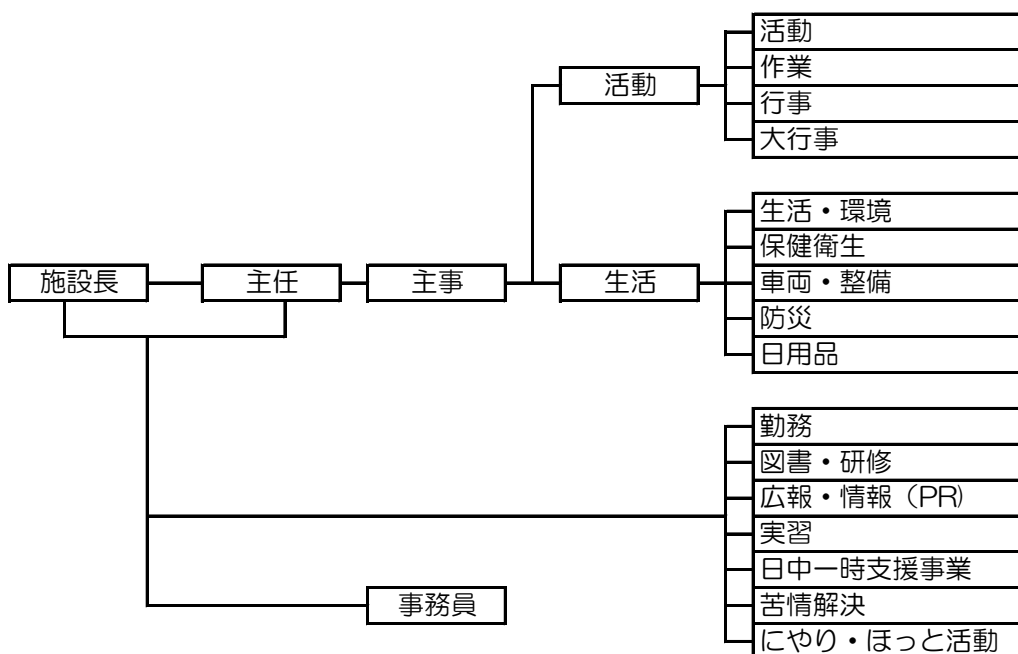 活動
作業
行事
大行事
活動
生活・環境
保健衛生
車両・整備
防災
日用品
施設長
主任
主事
生活
勤務
図書・研修
広報・情報（PR)
実習
日中一時支援事業
苦情解決
にやり・ほっと活動
事務員